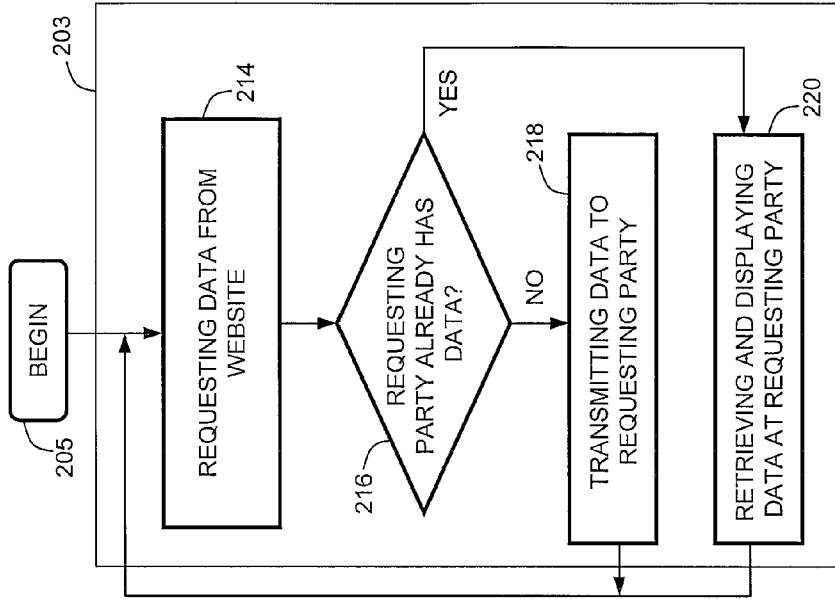 BEGIN
205
203
REQUESTING DATA FROM
WEBSITE
214
REQUESTING
PARTY ALREADY HAS
DATA?
216
YES
NO
TRANSMITTING DATA TO
REQUESTING PARTY
218
RETRIEVING AND DISPLAYING
DATA AT REQUESTING PARTY
220